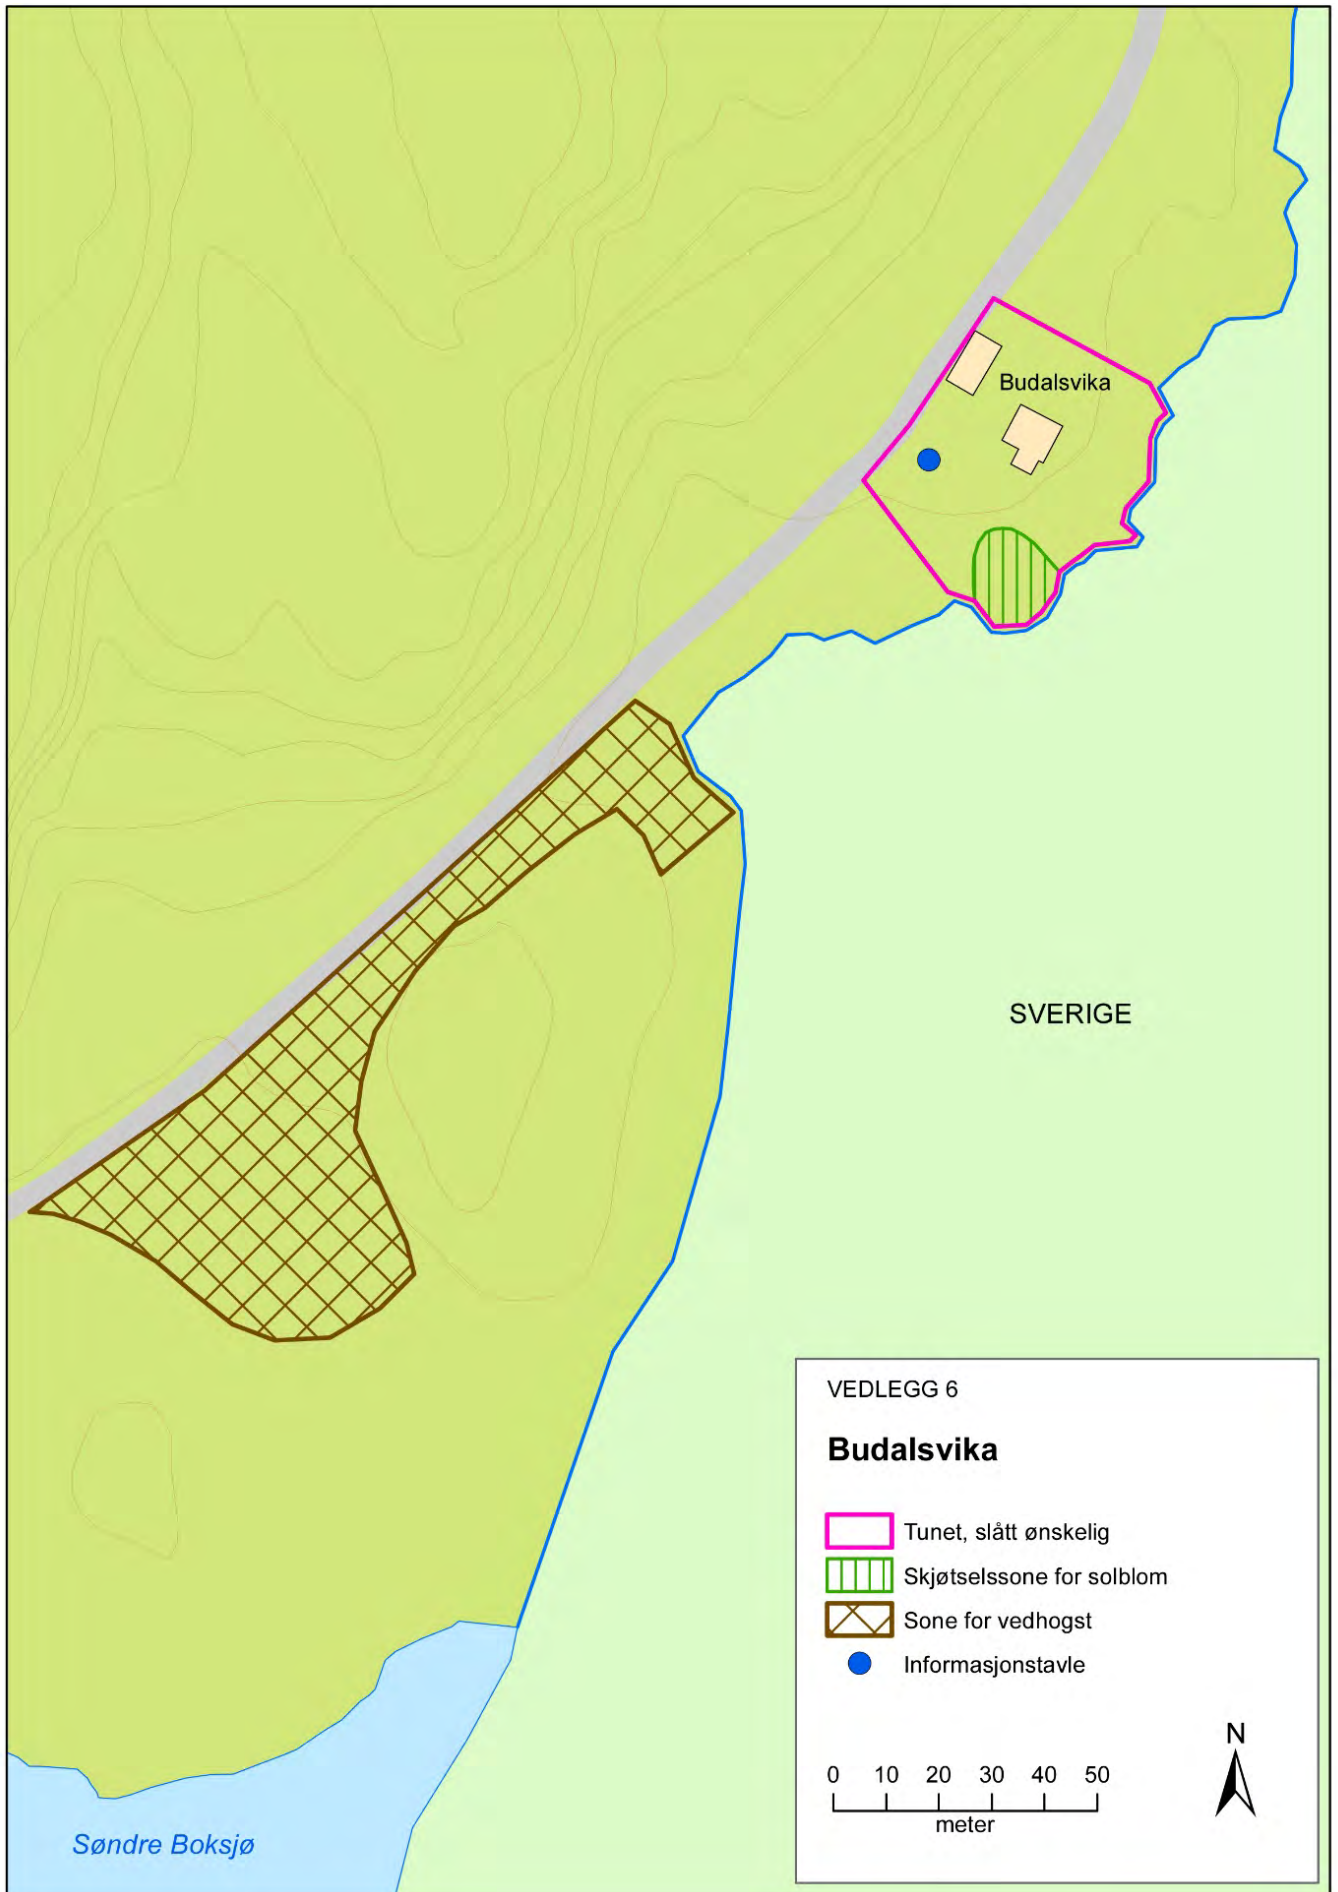 Budalsvika
SVERIGE
VEDLEGG 6
Budalsvika
Tunet, slått ønskelig
Skjøtselssone for solblom
Sone for vedhogst
Informasjonstavle
N
0 10 20 30 40 50
meter
Søndre Boksjø